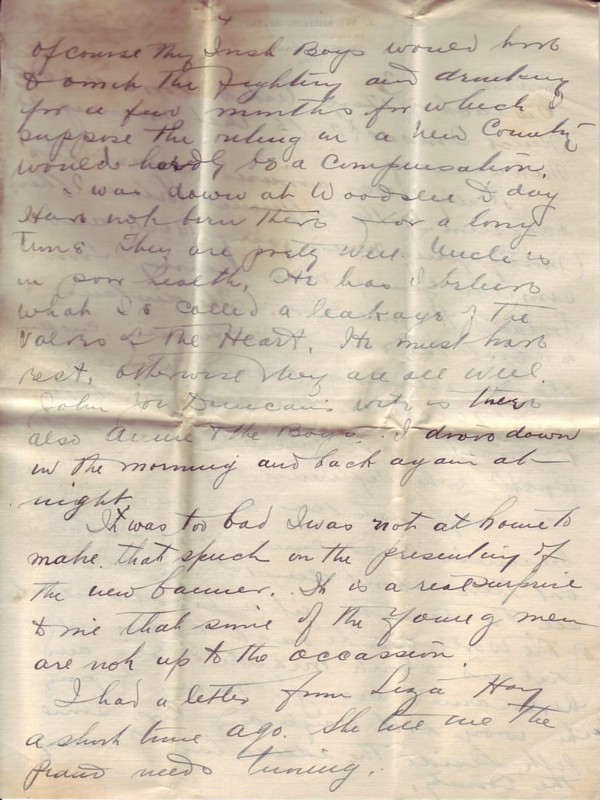 4
of course the Irish Boys would have
to omit the fighting and drinking
for a few months for which I
suppose the ruling in a new Country
would hardly be a compensation.
I was down at Woodslee to day
Have not been there for a long
time They are pretty well. Uncle is
in poor health, He has I believe
what is called a leakage of the
valves of the Heart. He must have
rest, otherwise they are all well.
John Joe Duncan's wife is there
also Annie & the Boys. I drove down
in the morning and back again at
night.
It was too bad I was not at home to
make that speech on the presenting of
the new banner. It is a real surprise
to me that some of the young men
are not up to the occassion.
I had a letter from Liza Hay
a short time ago. She tell me the
piano needs tuning.